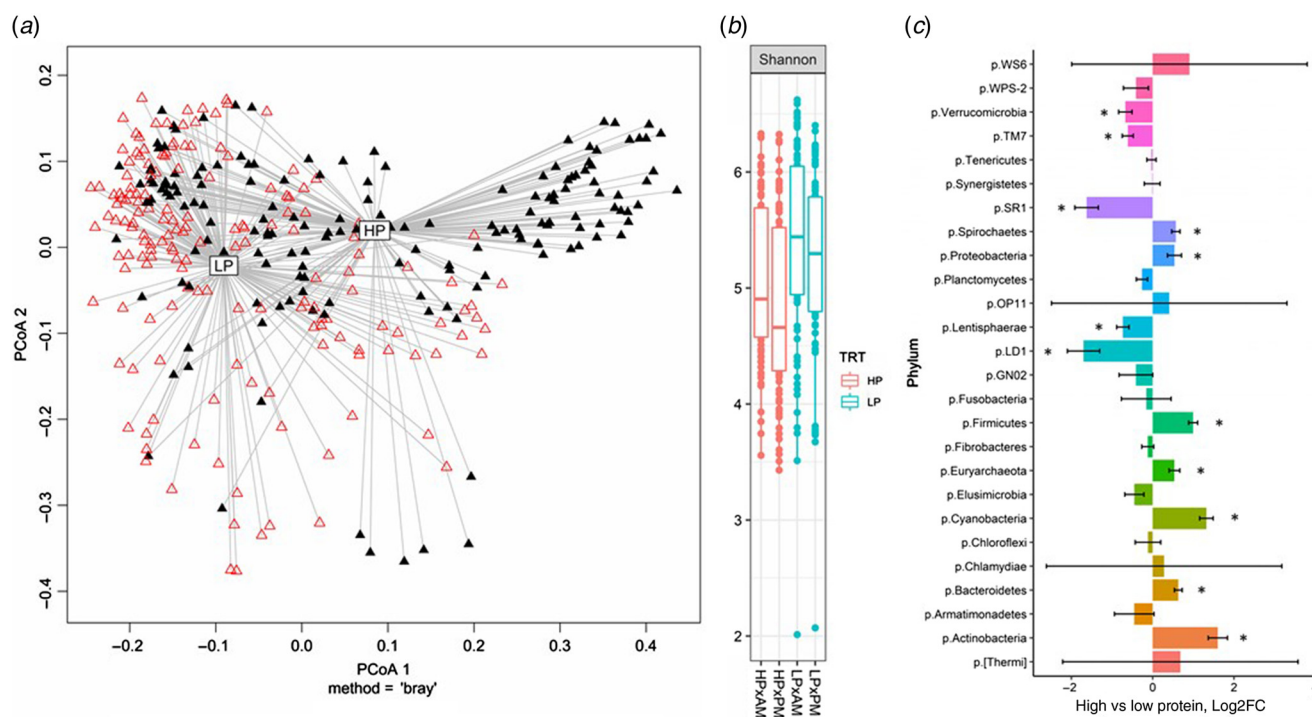 (a)
0.2
0.1
0.0
−0.1
−0.2
−0.3
−0.4
PCoA 2
HP
LP
−0.2 −0.1 0.0 0.1 0.2 0.3 0.4
PCoA 1
method = 'bray'
(b)
Shannon
6
5
4
3
2
HPxAM HPxPM LPxAM LPxPM
TRT
HP
LP
(c)
Phylum
p.WS6
p.WPS-2
p.Verrucomicrobia *
p.TM7 *
p.Tenericutes
p.Synergistetes
p.SR1 *
p.Spirochaetes *
p.Proteobacteria *
p.Planctomycetes
p.OP11
p.Lentisphaerae *
p.LD1 *
p.GN02
p.Fusobacteria
p.Firmicutes *
p.Fibrobacteres
p.Euryarchaeota *
p.Elusimicrobia
p.Cyanobacteria *
p.Chloroflexi
p.Chlamydiae
p.Bacteroidetes *
p.Armatimonadetes
p.Actinobacteria *
p.[Thermi]
−2 0 2
High vs low protein, Log2FC